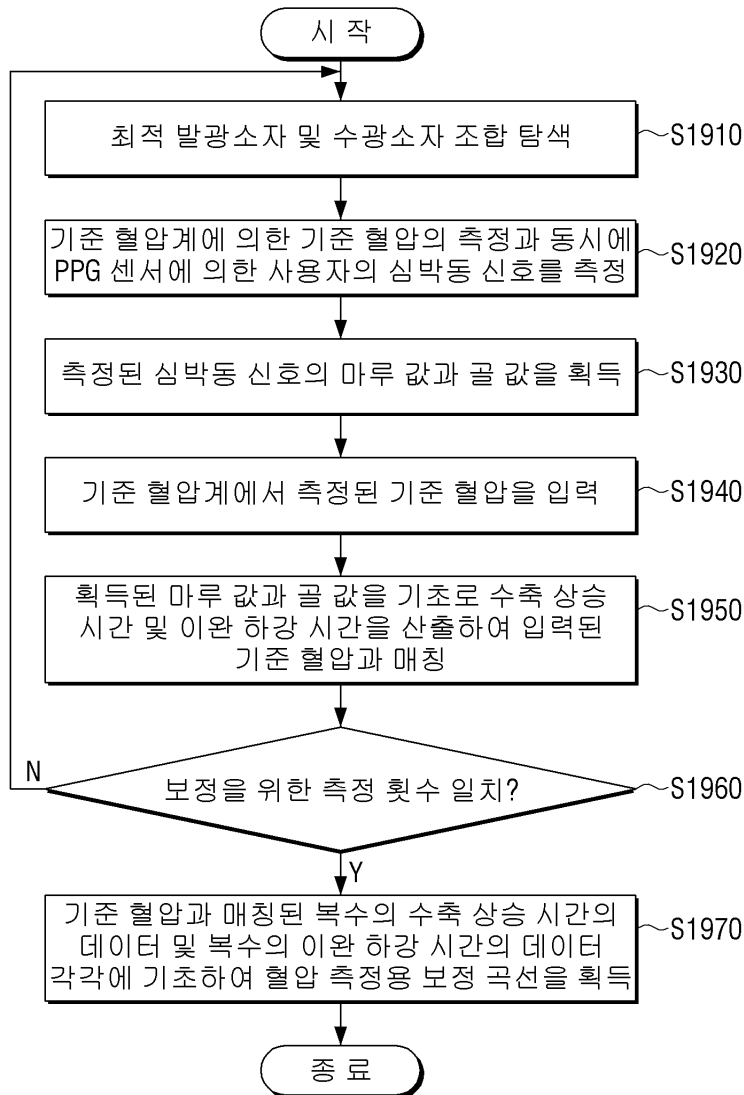 시 작
최적 발광소자 및 수광소자 조합 탐색
S1910
기준 혈압계에 의한 기준 혈압의 측정과 동시에
PPG 센서에 의한 사용자의 심박동 신호를 측정
S1920
측정된 심박동 신호의 마루 값과 골 값을 획득
S1930
기준 혈압계에서 측정된 기준 혈압을 입력
S1940
획득된 마루 값과 골 값을 기초로 수축 상승
시간 및 이완 하강 시간을 산출하여 입력된
기준 혈압과 매칭
S1950
N
보정을 위한 측정 횟수 일치?
S1960
Y
기준 혈압과 매칭된 복수의 수축 상승 시간의
데이터 및 복수의 이완 하강 시간의 데이터
각각에 기초하여 혈압 측정용 보정 곡선을 획득
S1970
종 료